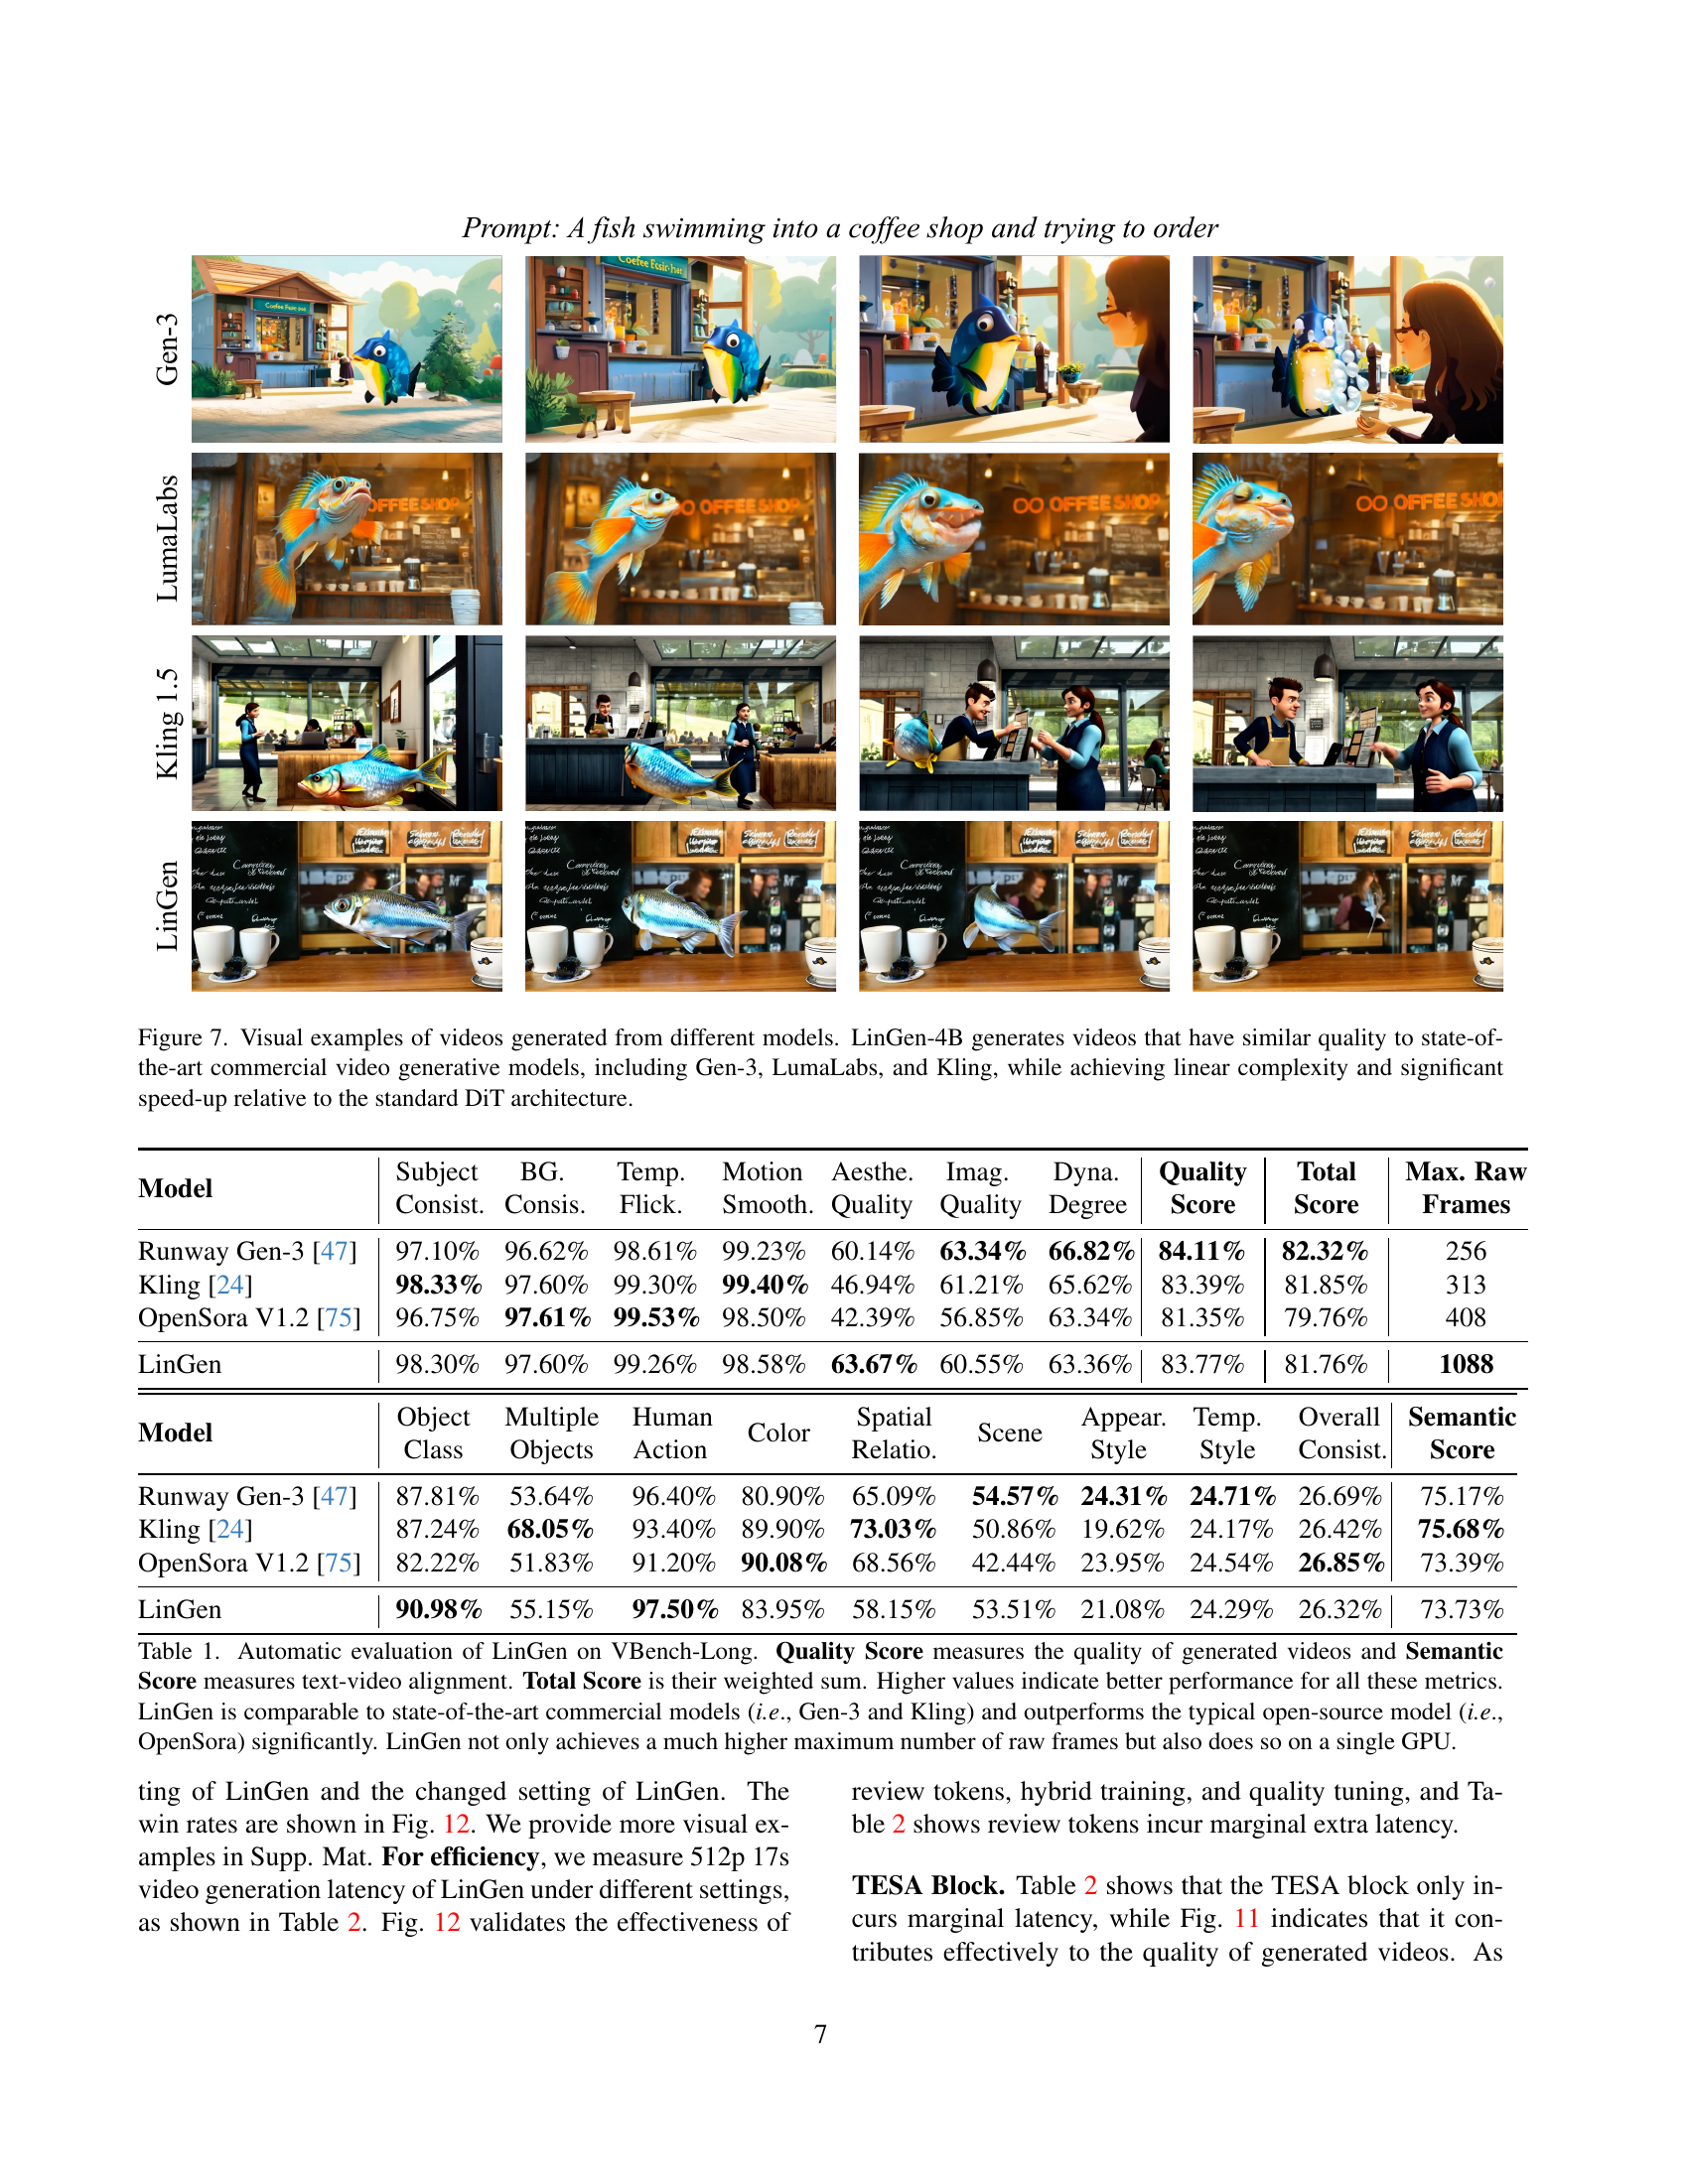 Prompt: A fish swimming into a coffee shop and trying to order
Gen-3
Coefee Fcsic-hat
LumaLabs
OFFEE SHOP
OO OFFEE SHOP
OO OFFEE SHOP
OO OFFEE SHOP
Kling 1.5
LinGen
Figure 7. Visual examples of videos generated from different models. LinGen-4B generates videos that have similar quality to state-of-
the-art commercial video generative models, including Gen-3, LumaLabs, and Kling, while achieving linear complexity and significant
speed-up relative to the standard DiT architecture.
Model Subject Consist. BG. Consis. Temp. Flick. Motion Smooth. Aesthe. Quality Imag. Quality Dyna. Degree Quality Score Total Score Max. Raw Frames
Runway Gen-3 [47] 97.10% 96.62% 98.61% 99.23% 60.14% 63.34% 66.82% 84.11% 82.32% 256
Kling [24] 98.33% 97.60% 99.30% 99.40% 46.94% 61.21% 65.62% 83.39% 81.85% 313
OpenSora V1.2 [75] 96.75% 97.61% 99.53% 98.50% 42.39% 56.85% 63.34% 81.35% 79.76% 408
LinGen 98.30% 97.60% 99.26% 98.58% 63.67% 60.55% 63.36% 83.77% 81.76% 1088
Model Object Class Multiple Objects Human Action Color Spatial Relatio. Scene Appear. Style Temp. Style Overall Consist. Semantic Score
Runway Gen-3 [47] 87.81% 53.64% 96.40% 80.90% 65.09% 54.57% 24.31% 24.71% 26.69% 75.17%
Kling [24] 87.24% 68.05% 93.40% 89.90% 73.03% 50.86% 19.62% 24.17% 26.42% 75.68%
OpenSora V1.2 [75] 82.22% 51.83% 91.20% 90.08% 68.56% 42.44% 23.95% 24.54% 26.85% 73.39%
LinGen 90.98% 55.15% 97.50% 83.95% 58.15% 53.51% 21.08% 24.29% 26.32% 73.73%
Table 1. Automatic evaluation of LinGen on VBench-Long. Quality Score measures the quality of generated videos and Semantic
Score measures text-video alignment. Total Score is their weighted sum. Higher values indicate better performance for all these metrics.
LinGen is comparable to state-of-the-art commercial models (i.e., Gen-3 and Kling) and outperforms the typical open-source model (i.e.,
OpenSora) significantly. LinGen not only achieves a much higher maximum number of raw frames but also does so on a single GPU.
ting of LinGen and the changed setting of LinGen. The
win rates are shown in Fig. 12. We provide more visual ex-
amples in Supp. Mat. For efficiency, we measure 512p 17s
video generation latency of LinGen under different settings,
as shown in Table 2. Fig. 12 validates the effectiveness of
review tokens, hybrid training, and quality tuning, and Ta-
ble 2 shows review tokens incur marginal extra latency.
TESA Block. Table 2 shows that the TESA block only in-
curs marginal latency, while Fig. 11 indicates that it con-
tributes effectively to the quality of generated videos. As
7